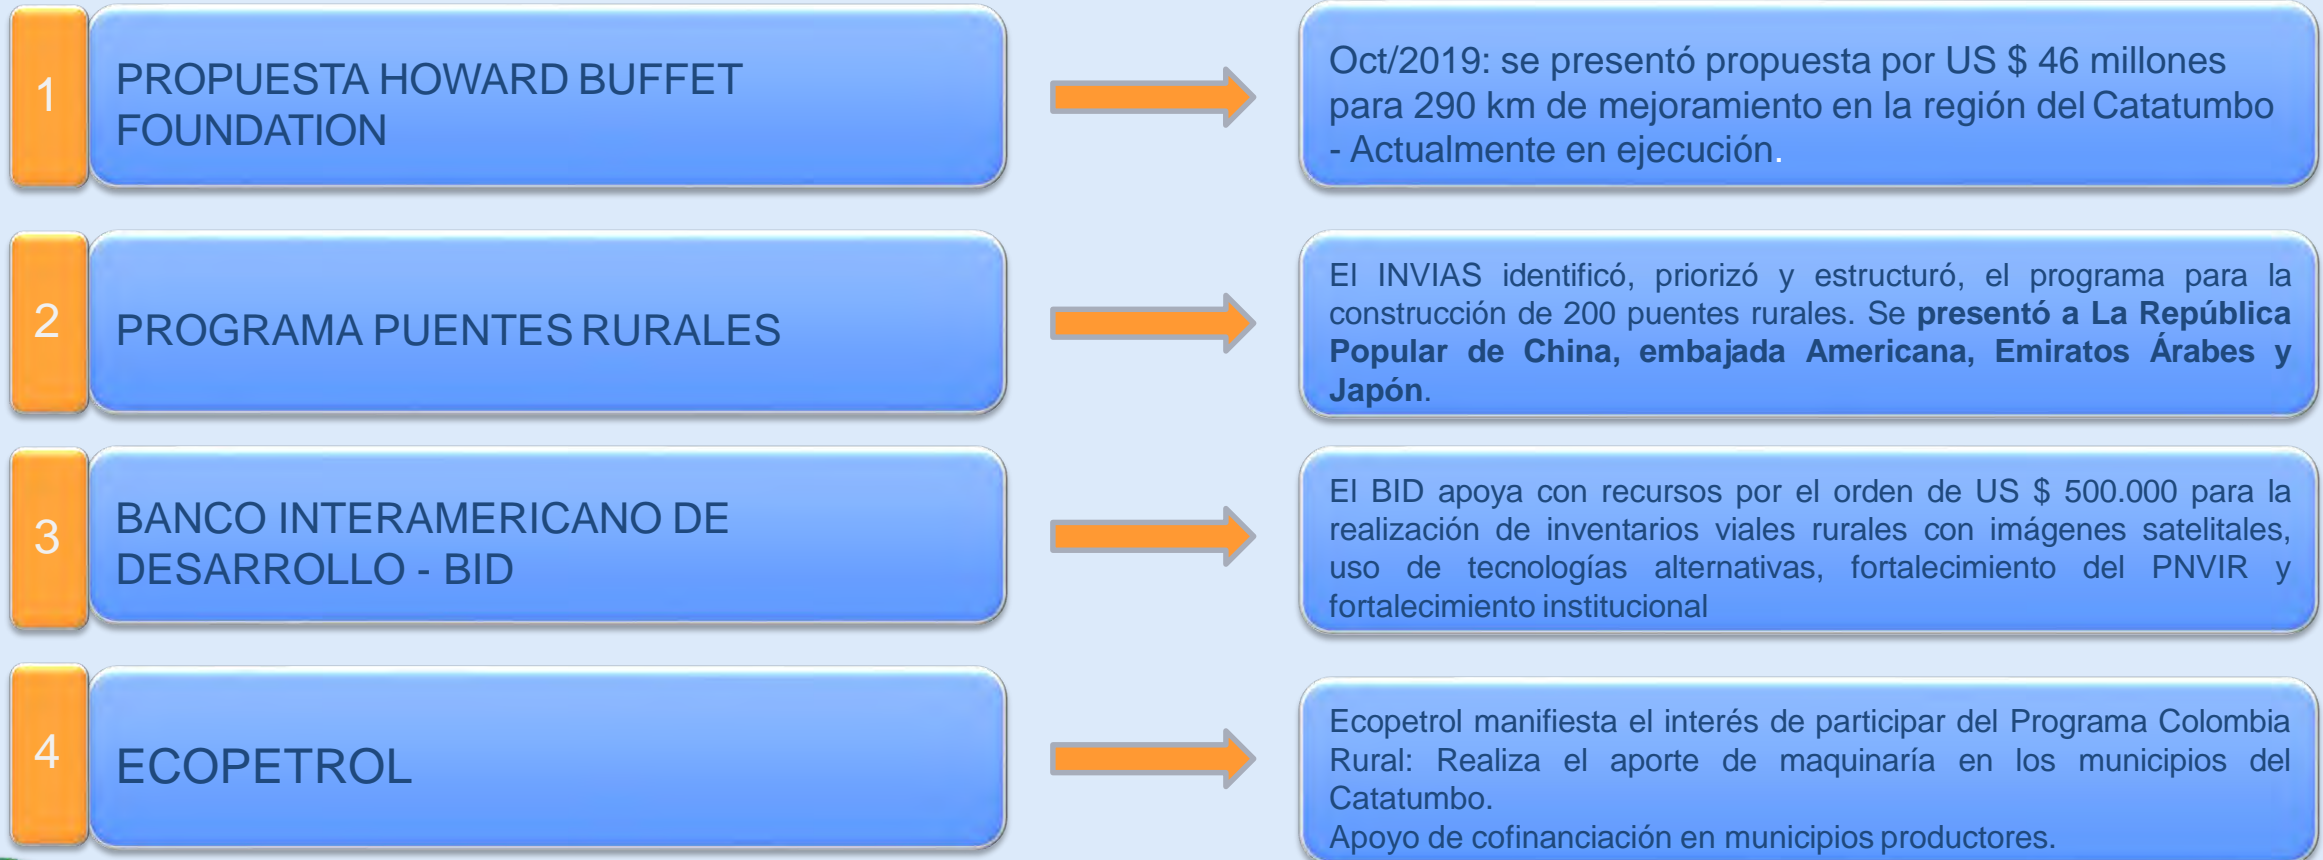 1
PROPUESTA HOWARD BUFFET
FOUNDATION
Oct/2019: se presentó propuesta por US $ 46 millones
para 290 km de mejoramiento en la región del Catatumbo
- Actualmente en ejecución.
2
PROGRAMA PUENTES RURALES
El INVIAS identificó, priorizó y estructuró, el programa para la
construcción de 200 puentes rurales. Se presentó a La República
Popular de China, embajada Americana, Emiratos Árabes y
Japón.
3
BANCO INTERAMERICANO DE
DESARROLLO - BID
El BID apoya con recursos por el orden de US $ 500.000 para la
realización de inventarios viales rurales con imágenes satelitales,
uso de tecnologías alternativas, fortalecimiento del PNVIR y
fortalecimiento institucional
4
ECOPETROL
Ecopetrol manifiesta el interés de participar del Programa Colombia
Rural: Realiza el aporte de maquinaría en los municipios del
Catatumbo.
Apoyo de cofinanciación en municipios productores.